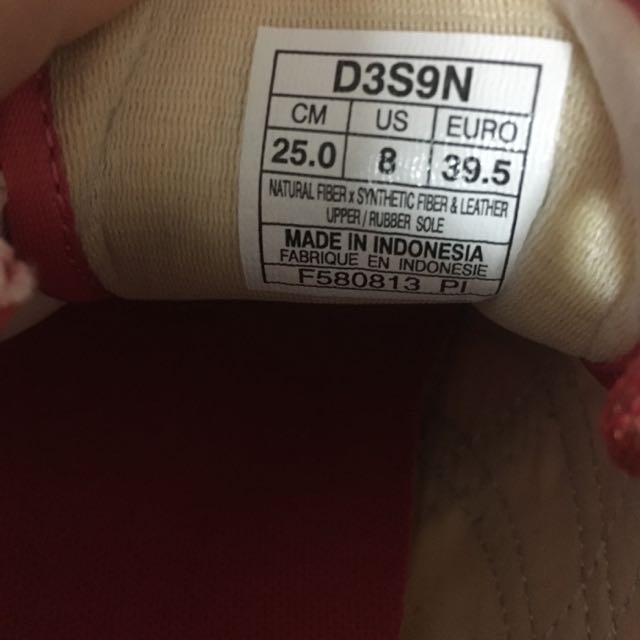 D3S9N
CM US EURO
25.0 8 39.5
NATURAL FIBER x SYNTHETIC FIBER & LEATHER
UPPER / RUBBER SOLE
MADE IN INDONESIA
FABRIQUE EN INDONESIE
F580813 PI